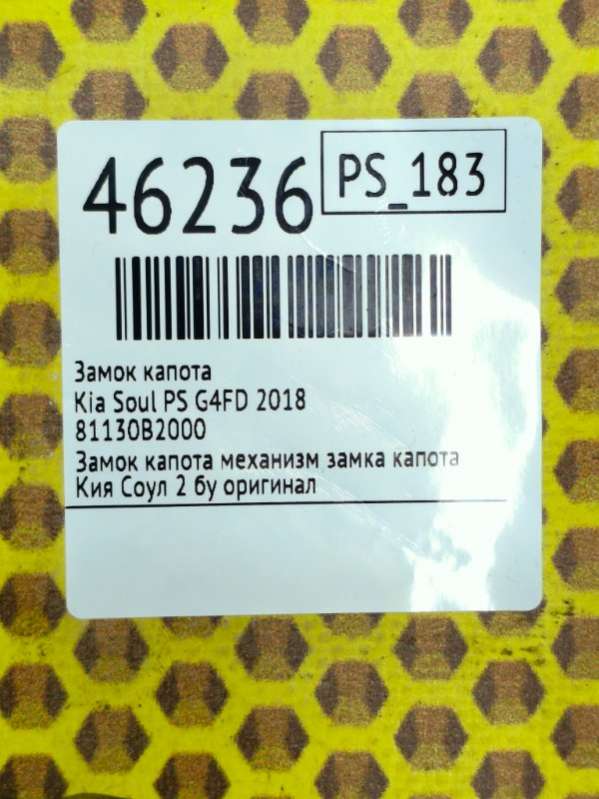 46236
PS_183
Замок капота
Kia Soul PS G4FD 2018
81130B2000
Замок капота механизм замка капота
Кия Соул 2 бу оригинал